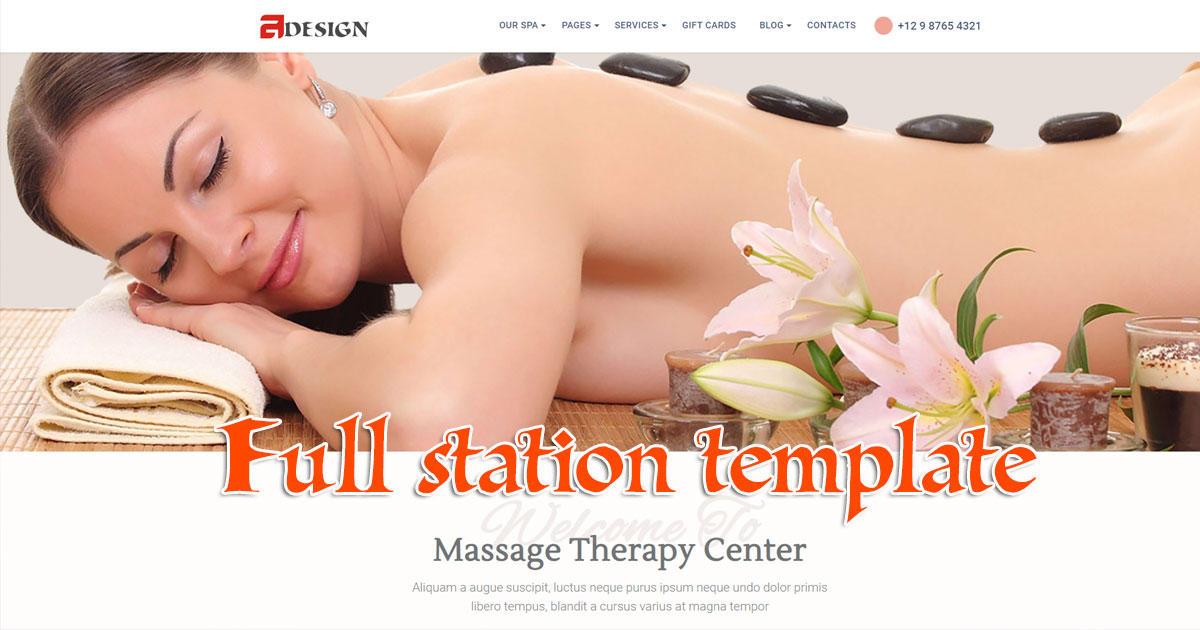 DESIGN
OUR SPA PAGES SERVICES GIFT CARDS BLOG CONTACTS +12 9 8765 4321
Full station template
Welcome To
Massage Therapy Center
Aliquam a augue suscipit, luctus neque purus ipsum neque undo dolor primis
libero tempus, blandit a cursus varius at magna tempor